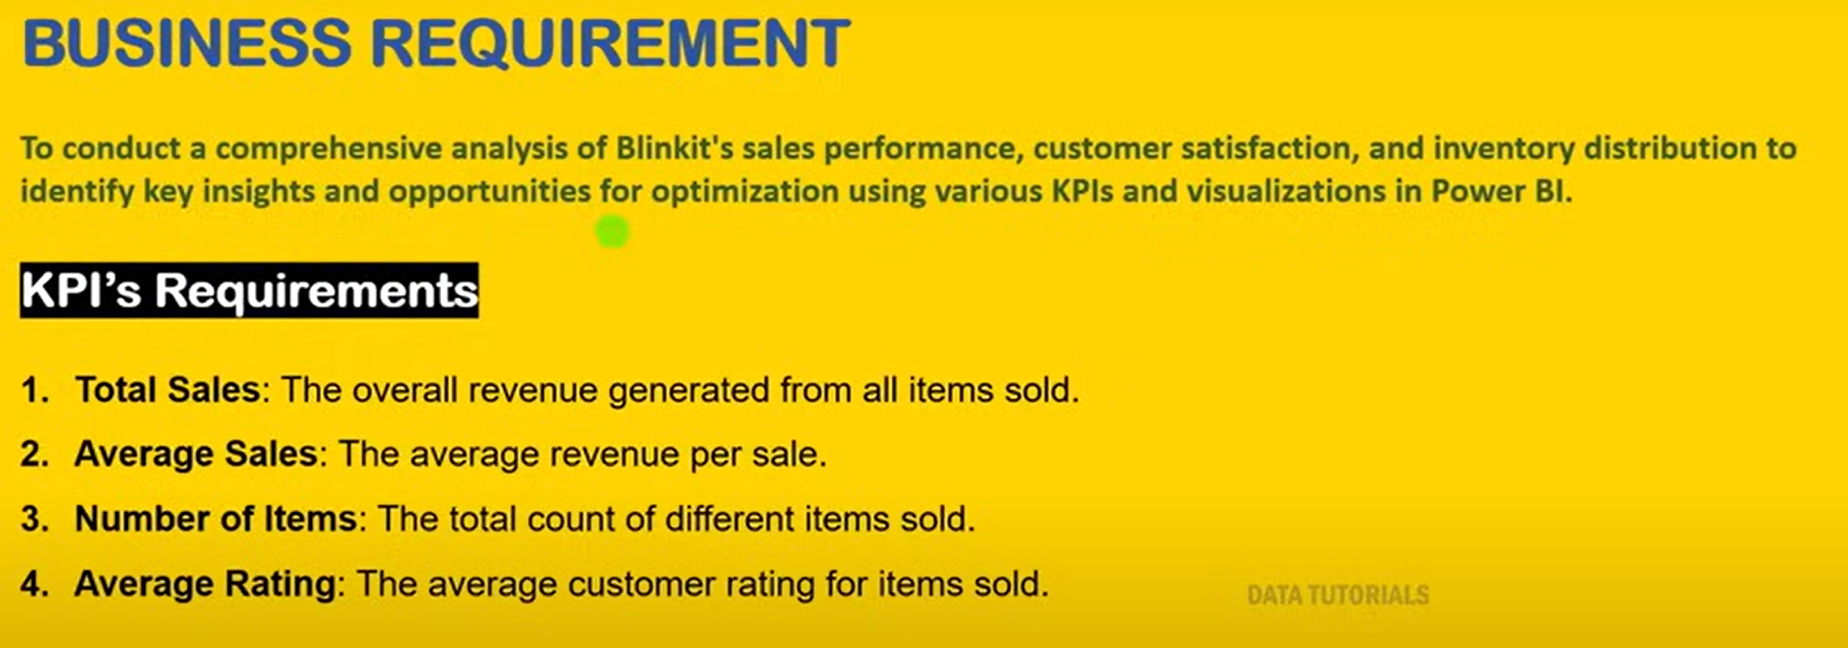 BUSINESS REQUIREMENT
To conduct a comprehensive analysis of Blinkit's sales performance, customer satisfaction, and inventory distribution to
identify key insights and opportunities for optimization using various KPIs and visualizations in Power BI.
KPI’s Requirements
1. Total Sales: The overall revenue generated from all items sold.
2. Average Sales: The average revenue per sale.
3. Number of Items: The total count of different items sold.
4. Average Rating: The average customer rating for items sold.
DATA TUTORIALS